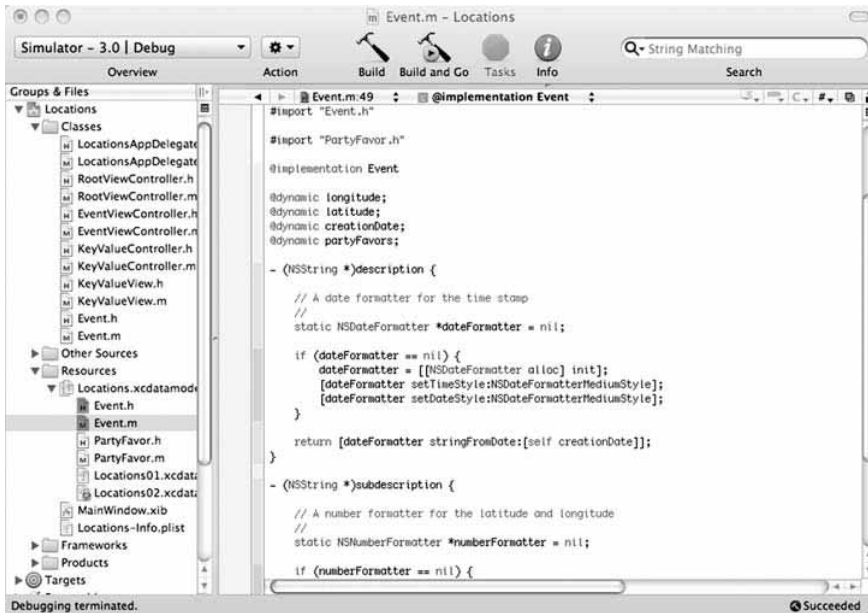 Event.m – Locations
Simulator – 3.0 | Debug
String Matching
Overview
Action
Build
Build and Go
Tasks
Info
Search
Groups & Files
Locations
Classes
LocationsAppDelegate
LocationsAppDelegate
RootViewController.h
RootViewController.m
EventViewController.h
EventViewController.m
KeyValueController.h
KeyValueController.m
KeyValueView.h
KeyValueView.m
Event.h
Event.m
Other Sources
Resources
Locations.xcdatamode
Event.h
Event.m
PartyFavor.h
PartyFavor.m
Locations01.xcdata
Locations02.xcdata
MainWindow.xib
Locations-Info.plist
Frameworks
Products
Targets
Event.m:49
@implementation Event
#import "Event.h"
#import "PartyFavor.h"
@implementation Event
@dynamic longitude;
@dynamic latitude;
@dynamic creationDate;
@dynamic partyFavors;
- (NSString *)description {
// A date formatter for the time stamp
//
static NSDateFormatter *dateFormatter = nil;
if (dateFormatter == nil) {
dateFormatter = [[NSDateFormatter alloc] init];
[dateFormatter setTimeStyle:NSDateFormatterMediumStyle];
[dateFormatter setDateStyle:NSDateFormatterMediumStyle];
}
return [dateFormatter stringFromDate:[self creationDate]];
}
- (NSString *)subdescription {
// A number formatter for the latitude and longitude
//
static NSNumberFormatter *numberFormatter = nil;
if (numberFormatter == nil) {
Debugging terminated.
Succeeded